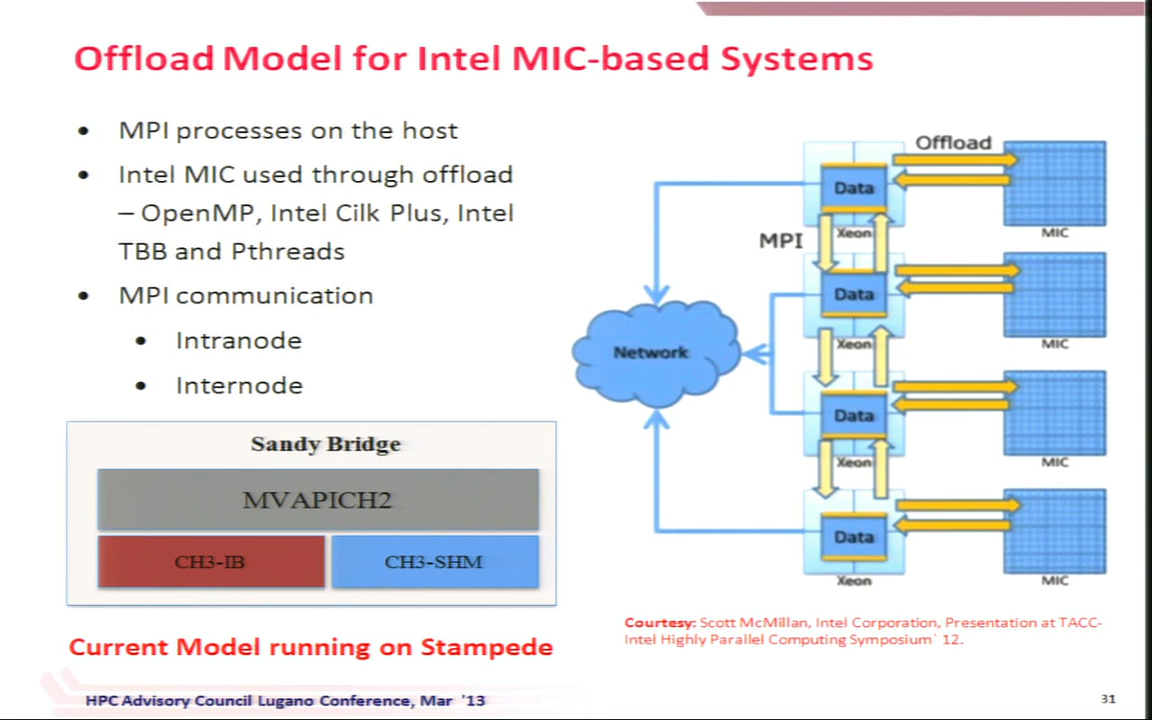 Offload Model for Intel MIC-based Systems
• MPI processes on the host
• Intel MIC used through offload
– OpenMP, Intel Cilk Plus, Intel
TBB and Pthreads
• MPI communication
• Intranode
• Internode
Sandy Bridge
MVAPICH2
CH3-IB
CH3-SHM
Current Model running on Stampede
Offload
Data
Xeon
MIC
MPI
Data
Xeon
MIC
Network
Data
Xeon
MIC
Data
Xeon
MIC
Courtesy: Scott McMillan, Intel Corporation, Presentation at TACC-
Intel Highly Parallel Computing Symposium` 12.
HPC Advisory Council Lugano Conference, Mar '13
31